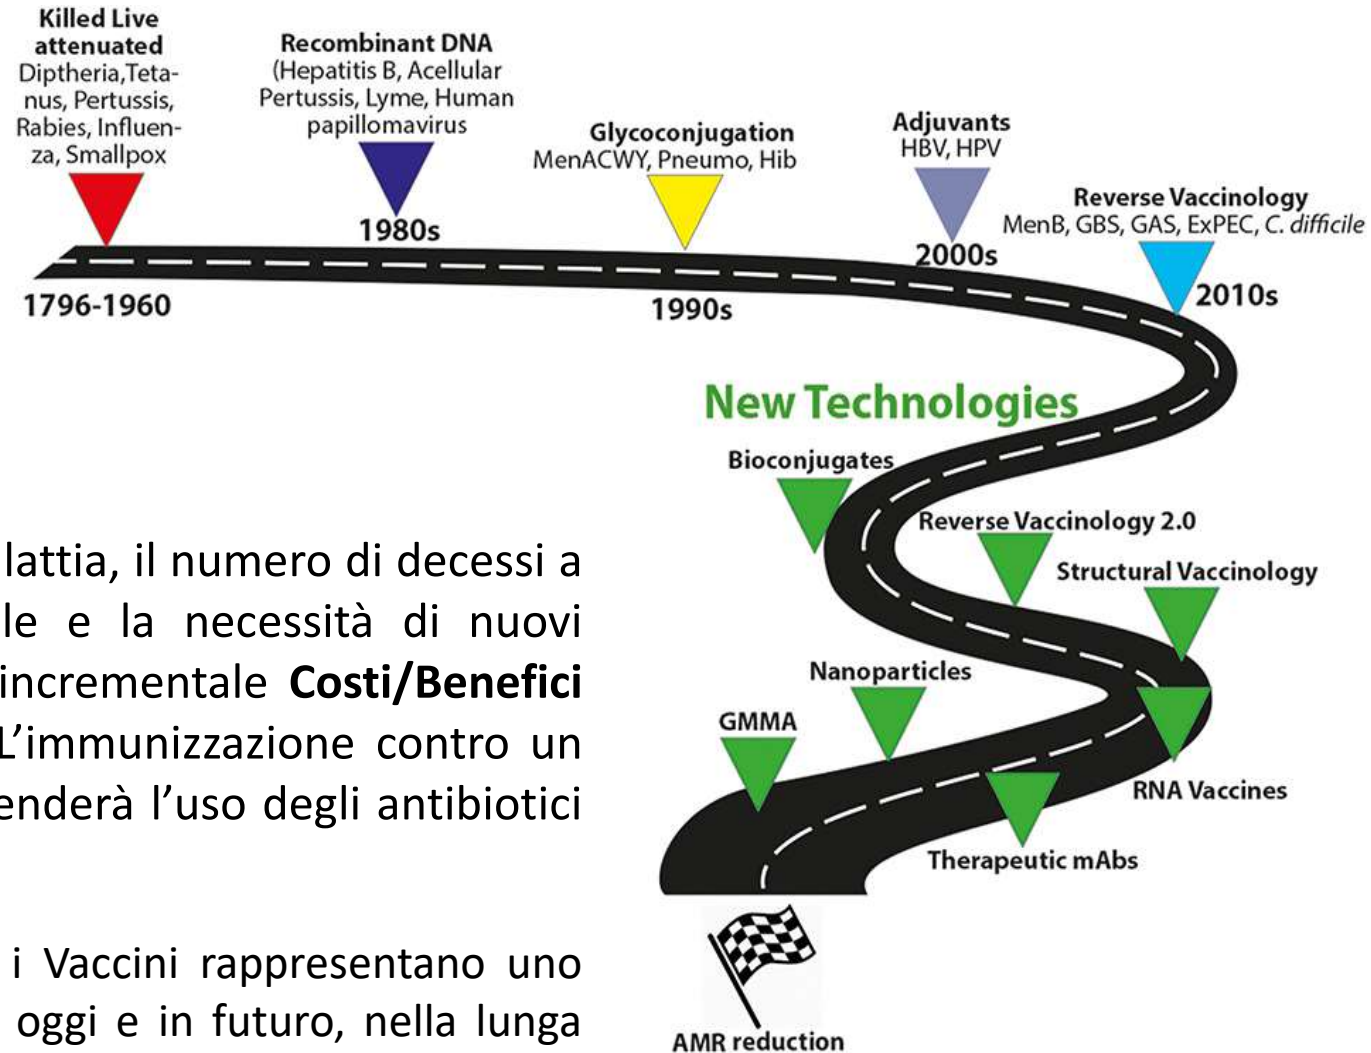 Killed Live
attenuated
Diptheria,Teta-
nus, Pertussis,
Rabies, Influen-
za, Smallpox
Recombinant DNA
(Hepatitis B, Acellular
Pertussis, Lyme, Human
papillomavirus
Glycoconjugation
MenACWY, Pneumo, Hib
Adjuvants
HBV, HPV
Reverse Vaccinology
MenB, GBS, GAS, ExPEC, C. difficile
1796-1960
1980s
1990s
2000s
2010s
New Technologies
Bioconjugates
Reverse Vaccinology 2.0
Structural Vaccinology
Nanoparticles
GMMA
RNA Vaccines
Therapeutic mAbs
AMR reduction
lattia, il numero di decessi a
le e la necessità di nuovi
incrementale Costi/Benefici
L’immunizzazione contro un
enderà l’uso degli antibiotici
i Vaccini rappresentano uno
oggi e in futuro, nella lunga